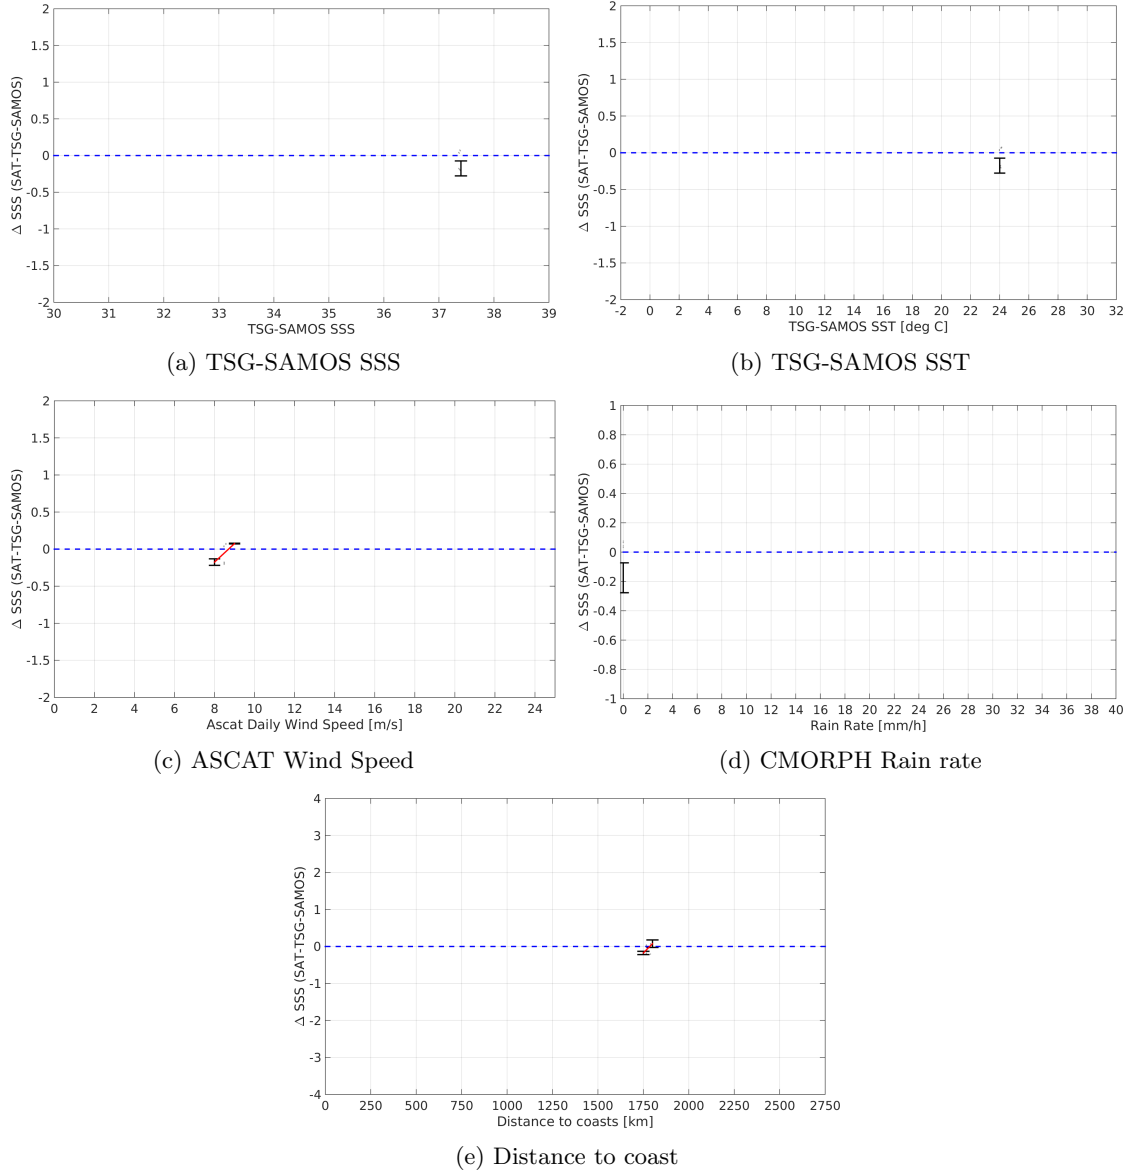 2
1.5
1
0.5
0
-0.5
-1
-1.5
-2
Δ SSS (SAT-TSG-SAMOS)
30 31 32 33 34 35 36 37 38 39
TSG-SAMOS SSS
(a) TSG-SAMOS SSS
2
1.5
1
0.5
0
-0.5
-1
-1.5
-2
Δ SSS (SAT-TSG-SAMOS)
-2 0 2 4 6 8 10 12 14 16 18 20 22 24 26 28 30 32
TSG-SAMOS SST [deg C]
(b) TSG-SAMOS SST
2
1.5
1
0.5
0
-0.5
-1
-1.5
-2
Δ SSS (SAT-TSG-SAMOS)
0 2 4 6 8 10 12 14 16 18 20 22 24
Ascat Daily Wind Speed [m/s]
(c) ASCAT Wind Speed
1
0.8
0.6
0.4
0.2
0
-0.2
-0.4
-0.6
-0.8
-1
Δ SSS (SAT-TSG-SAMOS)
0 2 4 6 8 10 12 14 16 18 20 22 24 26 28 30 32 34 36 38 40
Rain Rate [mm/h]
(d) CMORPH Rain rate
4
3
2
1
0
-1
-2
-3
-4
Δ SSS (SAT-TSG-SAMOS)
0 250 500 750 1000 1250 1500 1750 2000 2250 2500 2750
Distance to coasts [km]
(e) Distance to coast